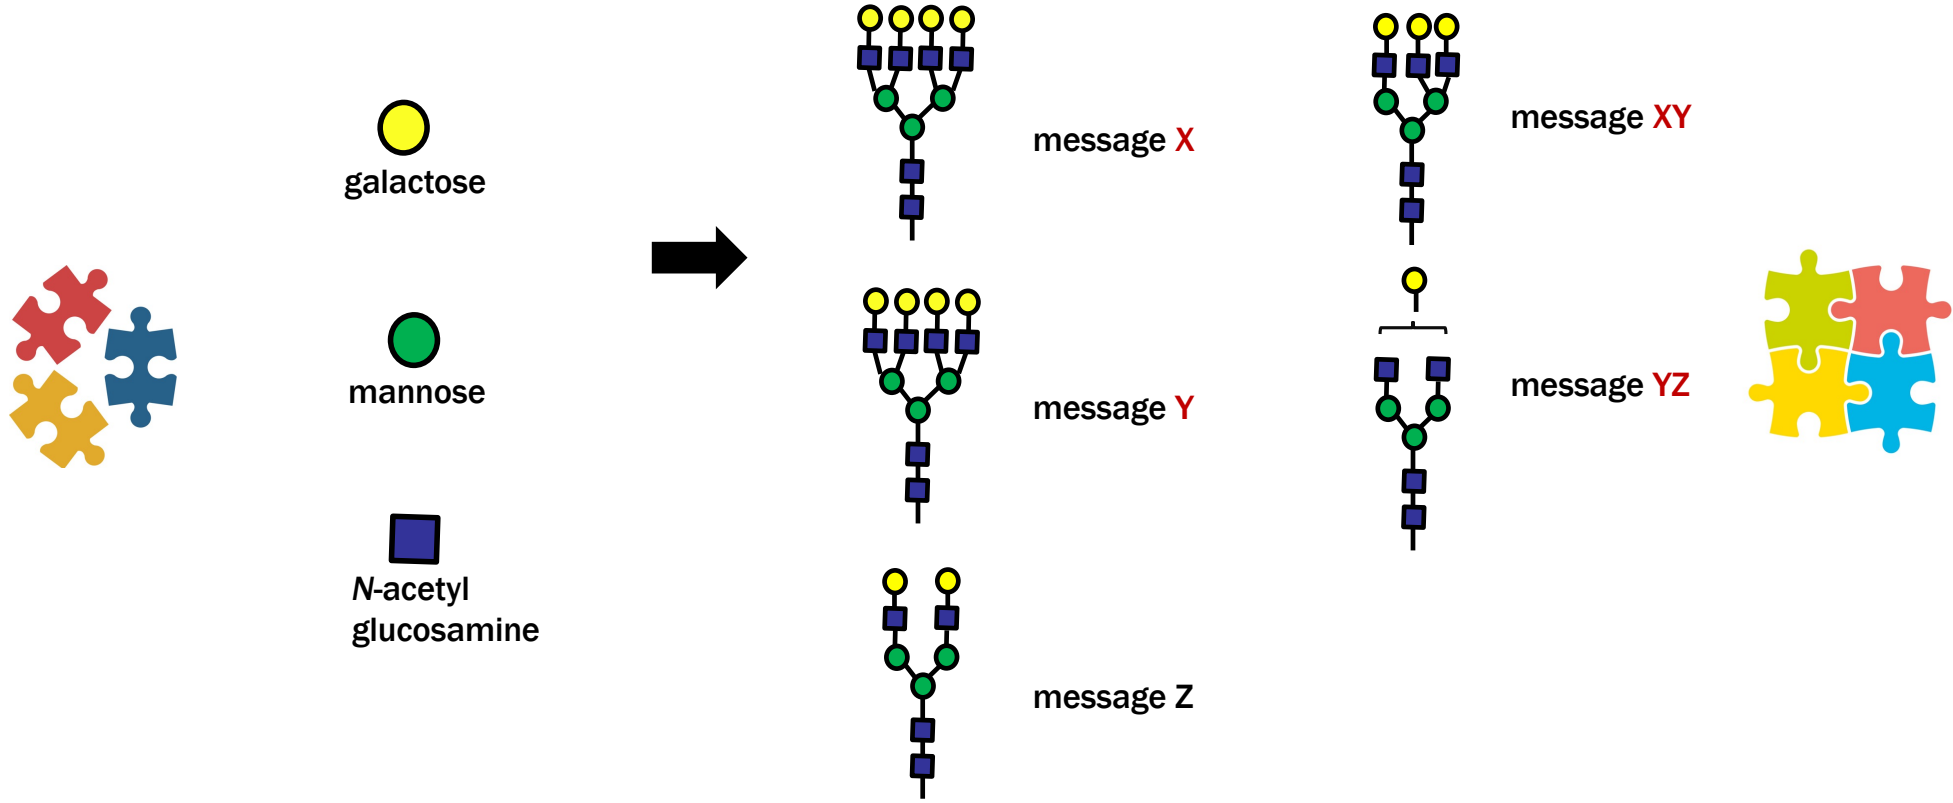 galactose
mannose
N-acetyl
glucosamine
message X
message Y
message Z
message XY
message YZ